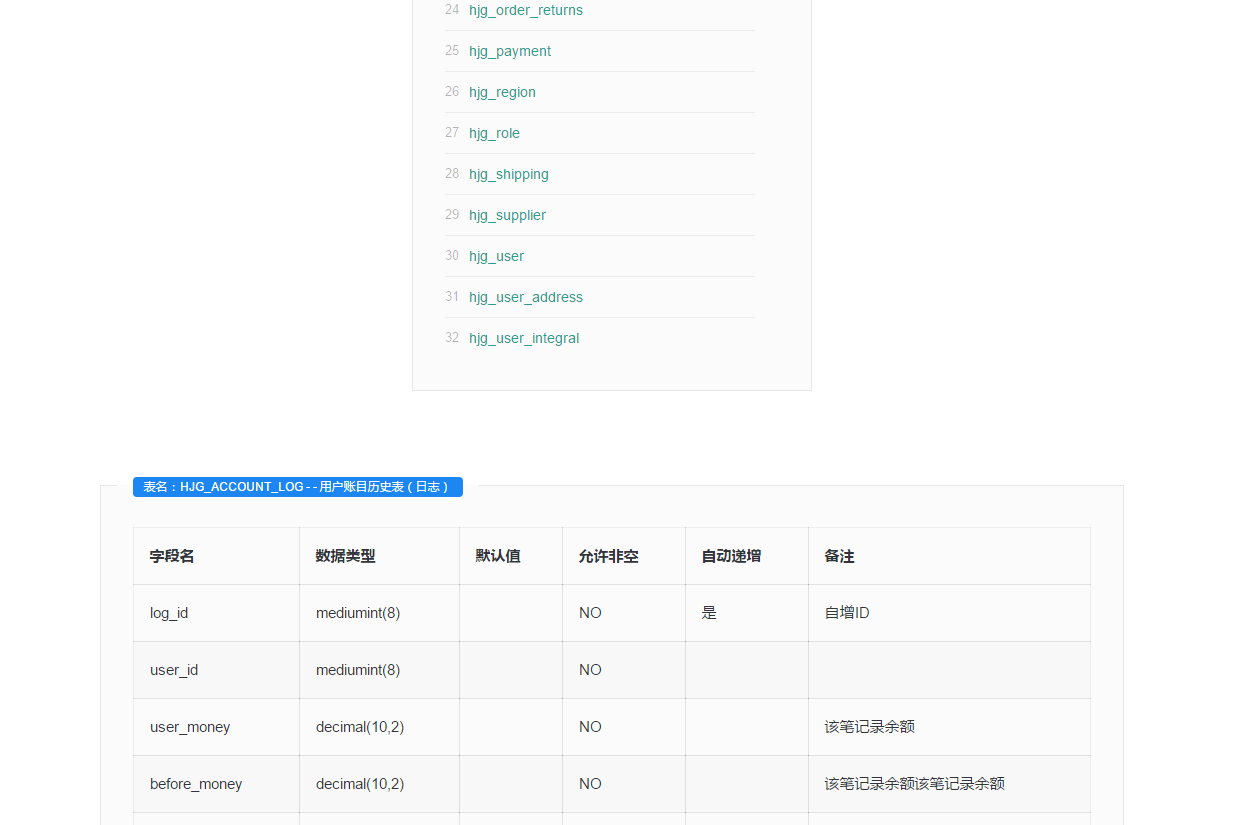 24 hjg_order_returns
25 hjg_payment
26 hjg_region
27 hjg_role
28 hjg_shipping
29 hjg_supplier
30 hjg_user
31 hjg_user_address
32 hjg_user_integral
表名：HJG_ACCOUNT_LOG - - 用户账目历史表（日志）
字段名 数据类型 默认值 允许非空 自动递增 备注
log_id mediumint(8) NO 是 自增ID
user_id mediumint(8) NO
user_money decimal(10,2) NO 该笔记录余额
before_money decimal(10,2) NO 该笔记录余额该笔记录余额